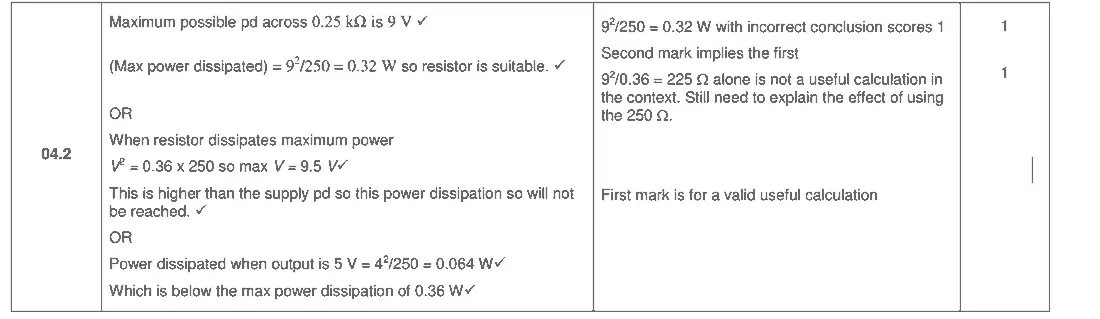 04.2
Maximum possible pd across 0.25 kΩ is 9 V ✓
(Max power dissipated) = 9²/250 = 0.32 W so resistor is suitable. ✓
OR
When resistor dissipates maximum power
V² = 0.36 x 250 so max V = 9.5 V✓
This is higher than the supply pd so this power dissipation so will not
be reached. ✓
OR
Power dissipated when output is 5 V = 4²/250 = 0.064 W✓
Which is below the max power dissipation of 0.36 W✓
9²/250 = 0.32 W with incorrect conclusion scores 1
Second mark implies the first
9²/0.36 = 225 Ω alone is not a useful calculation in
the context. Still need to explain the effect of using
the 250 Ω.
First mark is for a valid useful calculation
1
1